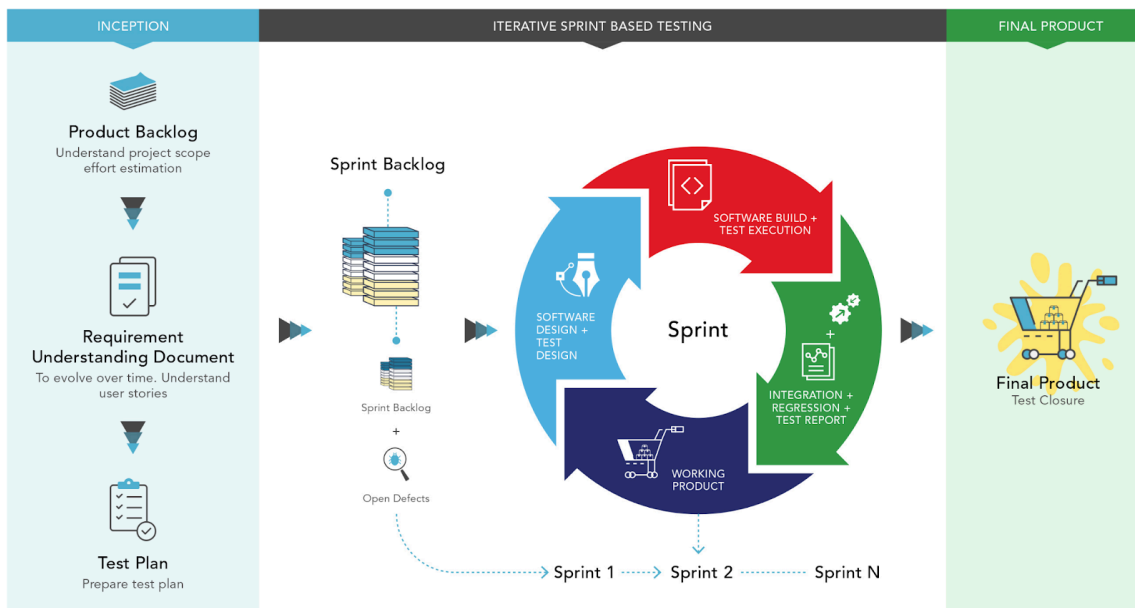 INCEPTION
ITERATIVE SPRINT BASED TESTING
FINAL PRODUCT
Product Backlog
Understand project scope
effort estimation
Requirement
Understanding Document
To evolve over time. Understand
user stories
Test Plan
Prepare test plan
Sprint Backlog
Sprint Backlog
+
Open Defects
SOFTWARE BUILD +
TEST EXECUTION
SOFTWARE
DESIGN +
TEST
DESIGN
Sprint
+
INTEGRATION +
REGRESSION +
TEST REPORT
WORKING
PRODUCT
Sprint 1
Sprint 2
Sprint N
Final Product
Test Closure